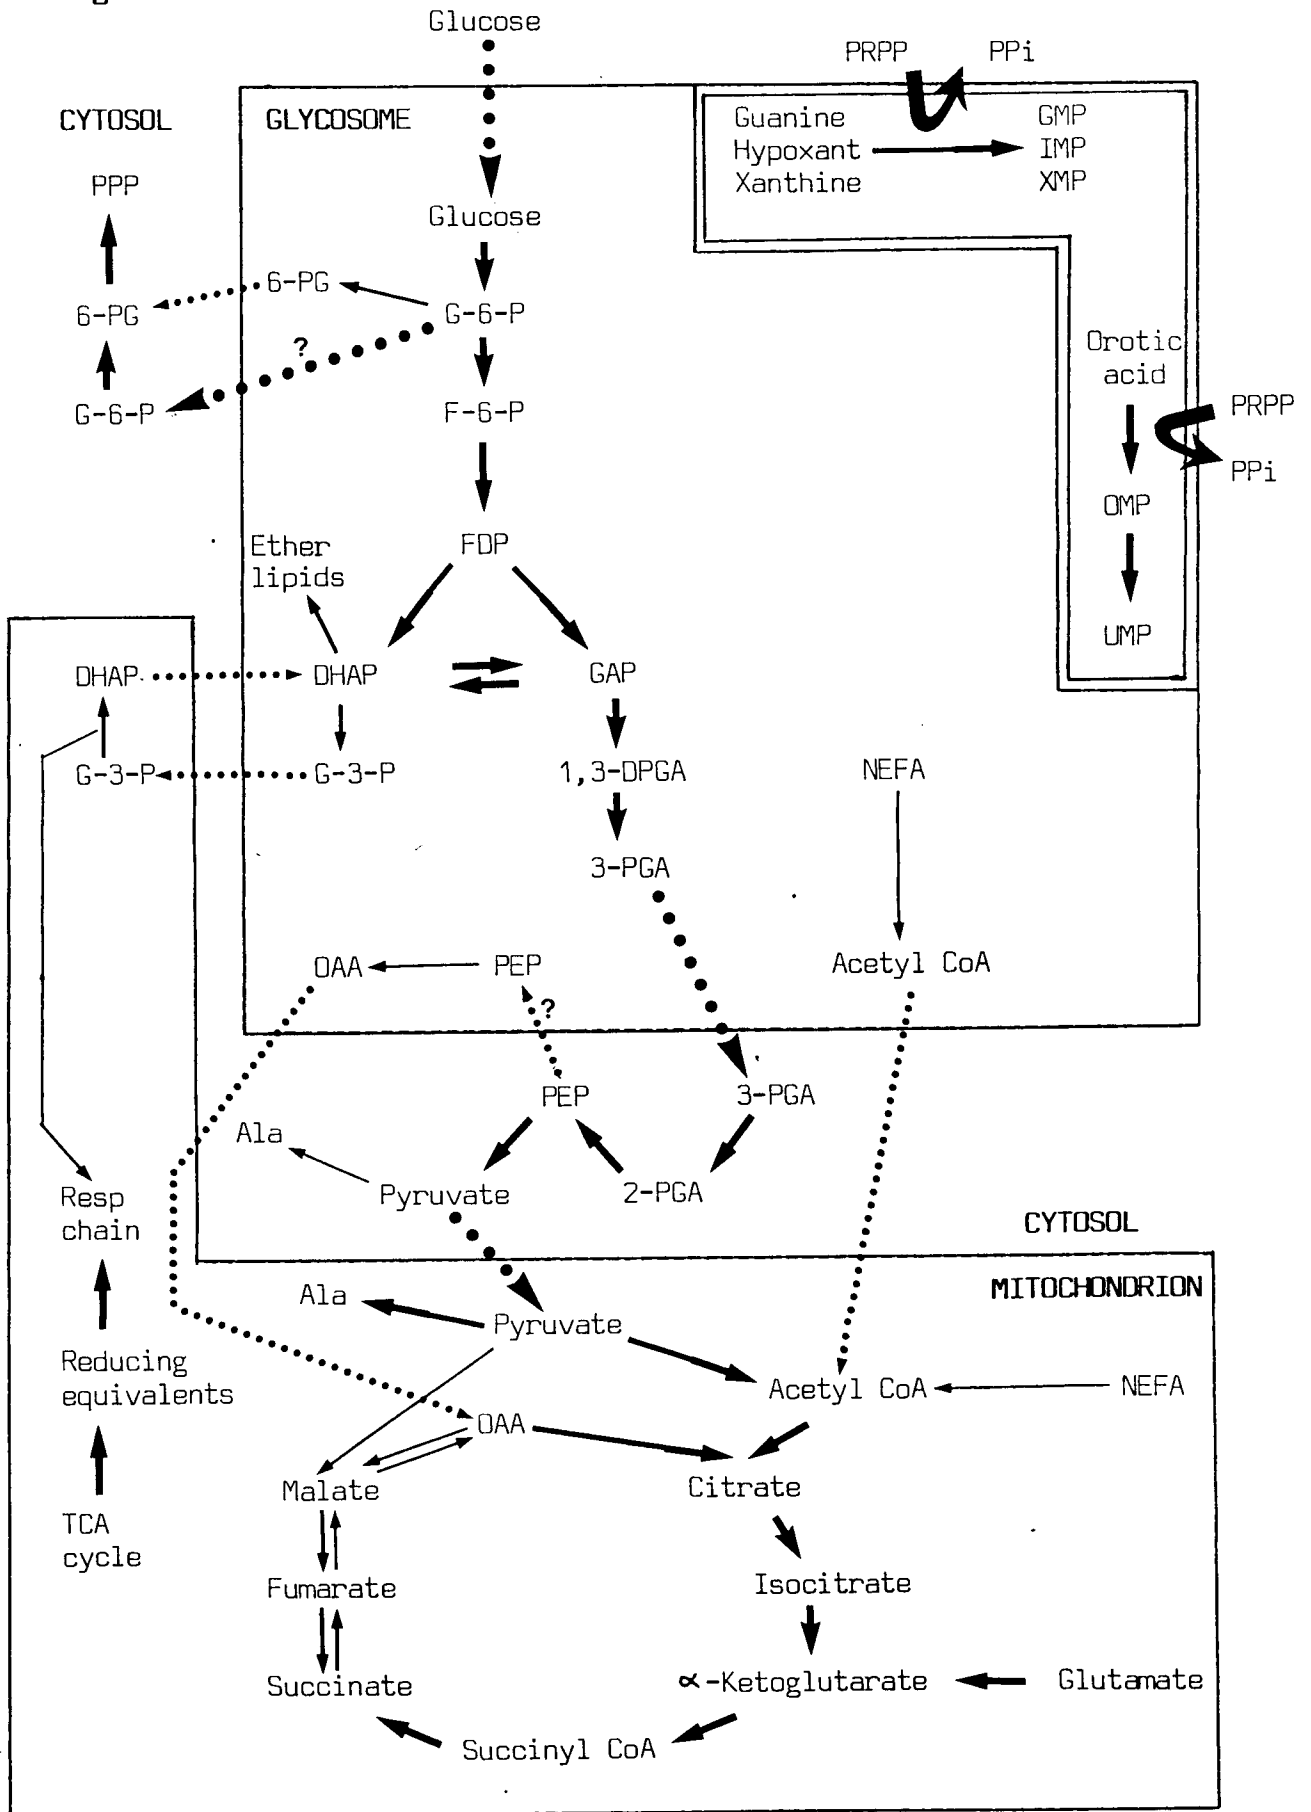 Glucose
PRPP PPi
CYTOSOL
GLYCOSOME
Guanine GMP
Hypoxant IMP
Xanthine XMP
PPP
Glucose
6-PG
6-PG
G-6-P
?
G-6-P
F-6-P
Orotic
acid
PRPP
PPi
OMP
UMP
Ether
lipids
FDP
DHAP
DHAP
GAP
G-3-P
G-3-P
1,3-DPGA
NEFA
3-PGA
OAA
PEP
Acetyl CoA
?
PEP
3-PGA
Ala
Pyruvate
2-PGA
Resp
chain
CYTOSOL
MITOCHONDRION
Ala
Pyruvate
Reducing
equivalents
Acetyl CoA
NEFA
OAA
Malate
Citrate
TCA
cycle
Fumarate
Isocitrate
Succinate
α-Ketoglutarate
Glutamate
Succinyl CoA